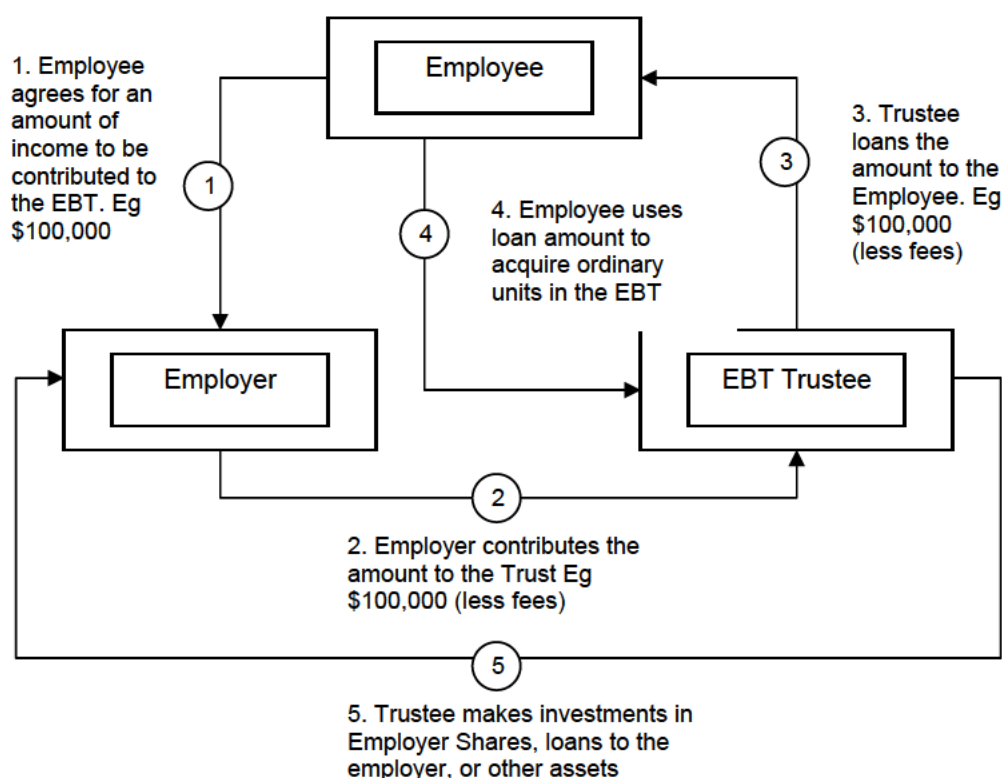 Employee
1. Employee
agrees for an
amount of
income to be
contributed to
the EBT. Eg
$100,000
1
3
3. Trustee
loans the
amount to the
Employee. Eg
$100,000
(less fees)
4
4. Employee uses
loan amount to
acquire ordinary
units in the EBT
Employer
EBT Trustee
2
2. Employer contributes the
amount to the Trust Eg
$100,000 (less fees)
5
5. Trustee makes investments in
Employer Shares, loans to the
employer, or other assets